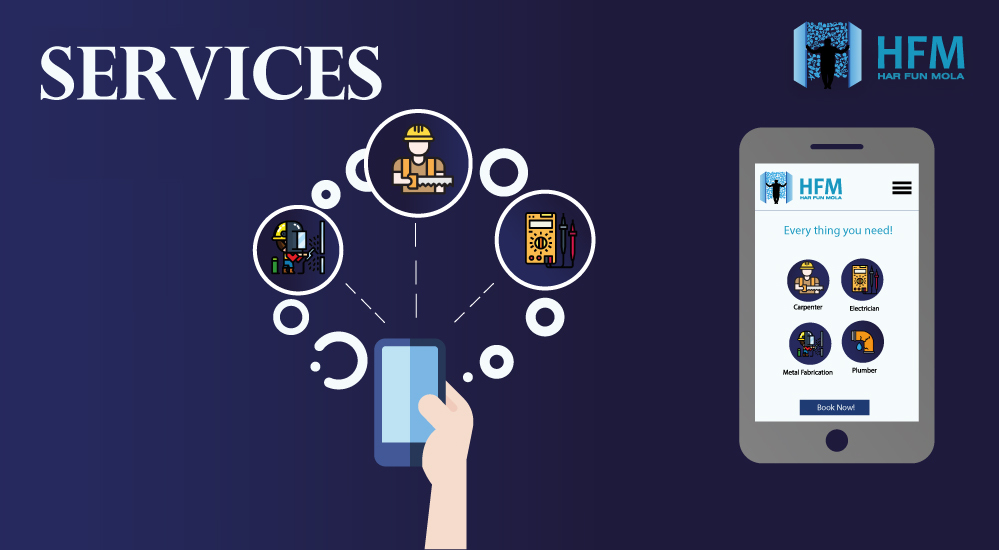 SERVICES
HFM
HAR FUN MOLA
HFM
HAR FUN MOLA
Every thing you need!
Carpenter
Electrician
Metal Fabrication
Plumber
Book Now!